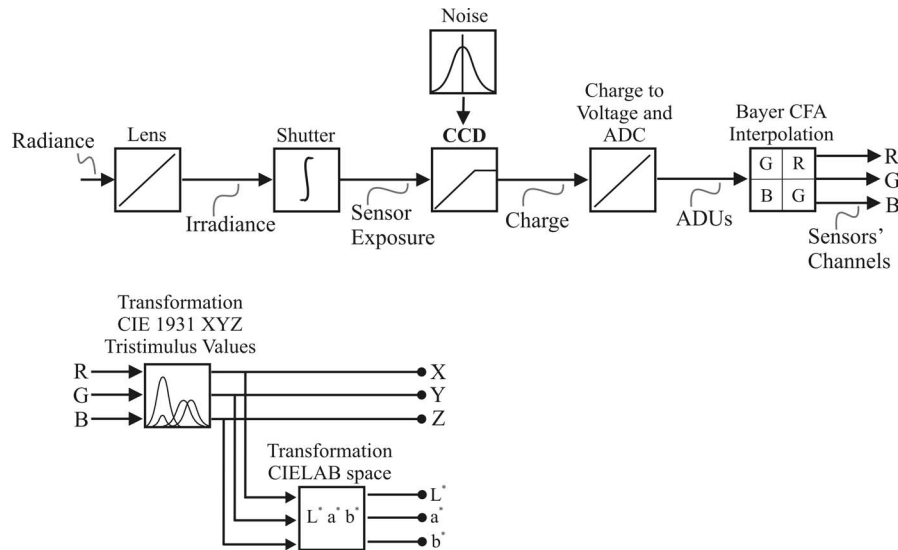 Noise
Charge to
Voltage and
ADC
Bayer CFA
Interpolation
Radiance
Lens
Shutter
CCD
G R
B G
R
G
B
Irradiance
Sensor
Exposure
Charge
ADUs
Sensors'
Channels
Transformation
CIE 1931 XYZ
Tristimulus Values
R
G
B
X
Y
Z
Transformation
CIELAB space
L* a* b*
L*
a*
b*